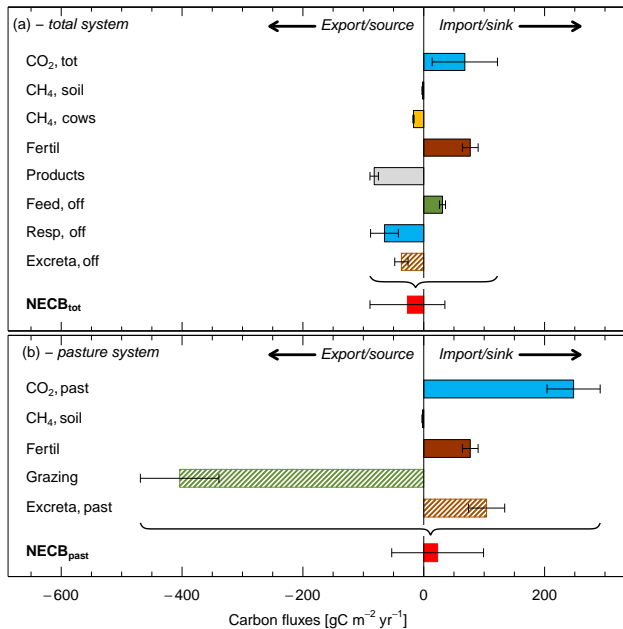 (a) – total system Export/source Import/sink
CO₂, tot
CH₄, soil
CH₄, cows
Fertil
Products
Feed, off
Resp, off
Excreta, off
NECBtot
(b) – pasture system Export/source Import/sink
CO₂, past
CH₄, soil
Fertil
Grazing
Excreta, past
NECBpast
−600 −400 −200 0 200
Carbon fluxes [gC m⁻² yr⁻¹]